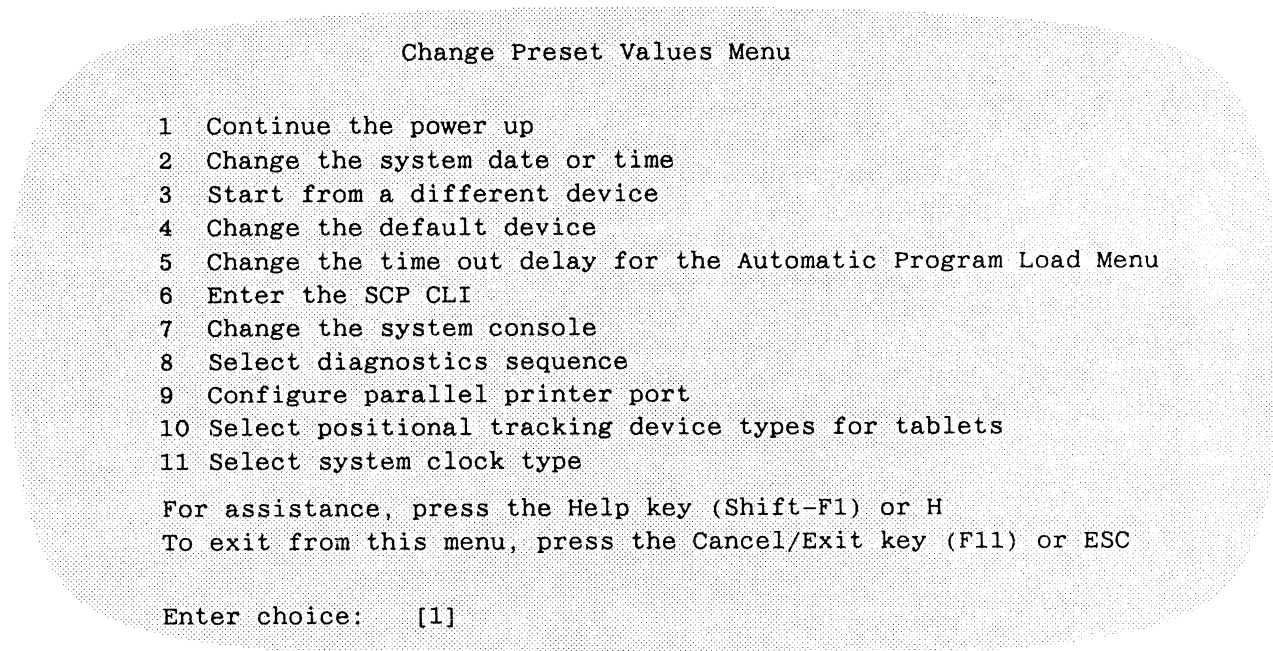 Change Preset Values Menu
1 Continue the power up
2 Change the system date or time
3 Start from a different device
4 Change the default device
5 Change the time out delay for the Automatic Program Load Menu
6 Enter the SCP CLI
7 Change the system console
8 Select diagnostics sequence
9 Configure parallel printer port
10 Select positional tracking device types for tablets
11 Select system clock type
For assistance, press the Help key (Shift-F1) or H
To exit from this menu, press the Cancel/Exit key (F11) or ESC
Enter choice: [1]